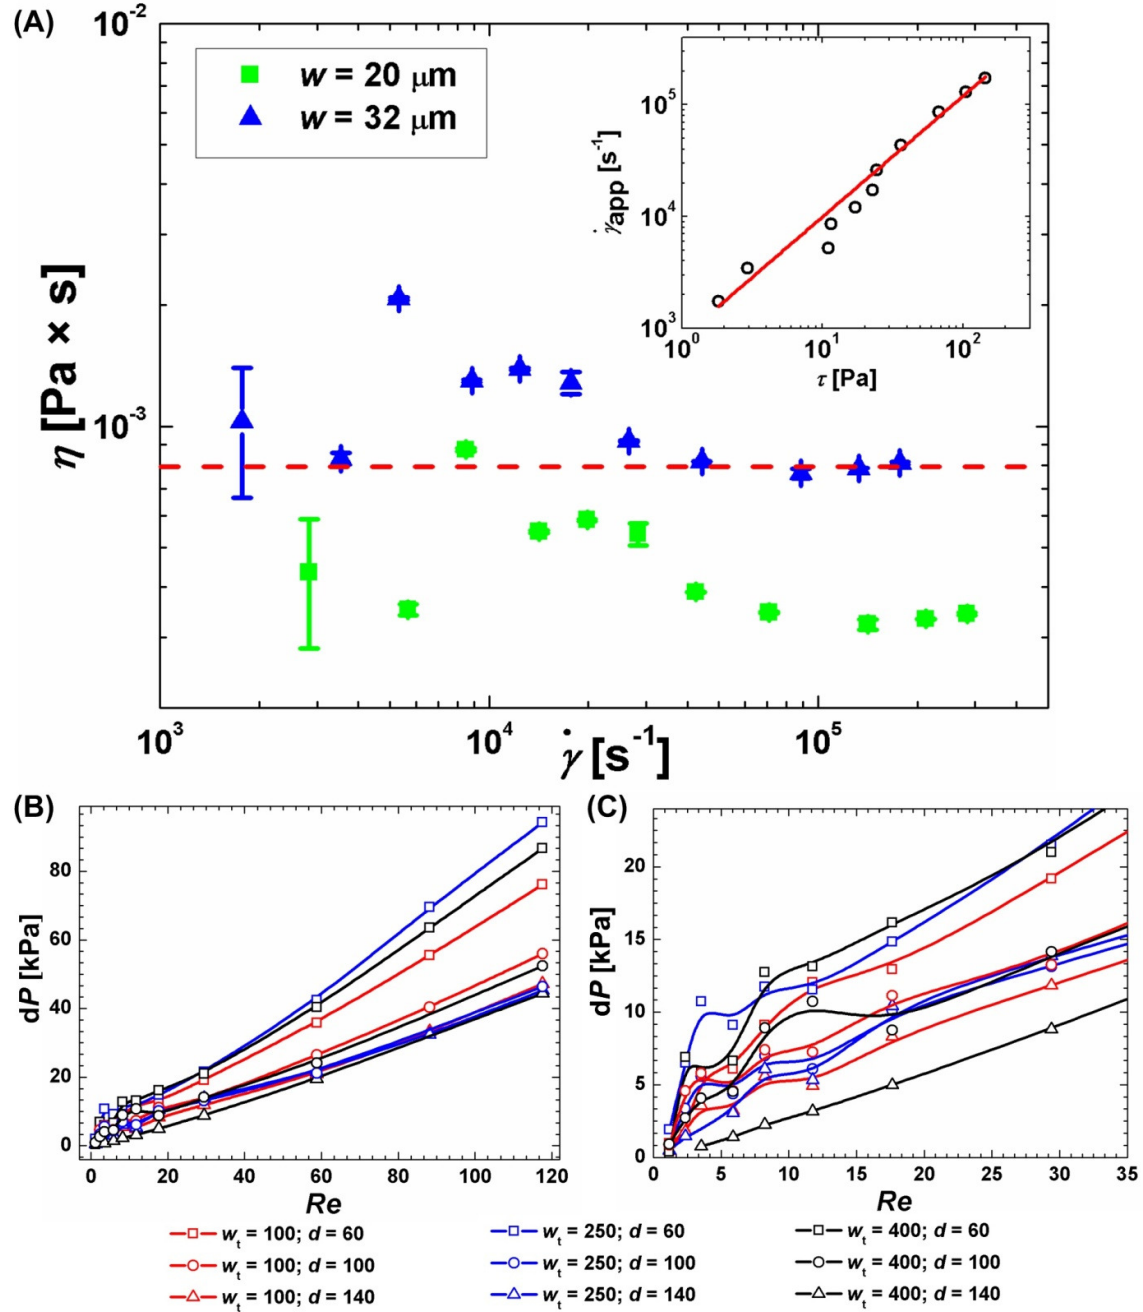 (A)
10⁻²
w = 20 μm
w = 32 μm
10⁵
γ̇app [s⁻¹]
10⁴
10³
10⁰ 10¹ 10²
τ [Pa]
η [Pa × s]
10⁻³
10³ 10⁴ 10⁵
γ̇ [s⁻¹]
(B) (C)
80
60
40
20
0
dP [kPa]
0 20 40 60 80 100 120
Re
20
15
10
5
0
dP [kPa]
0 5 10 15 20 25 30 35
Re
wt = 100; d = 60 wt = 250; d = 60 wt = 400; d = 60
wt = 100; d = 100 wt = 250; d = 100 wt = 400; d = 100
wt = 100; d = 140 wt = 250; d = 140 wt = 400; d = 140